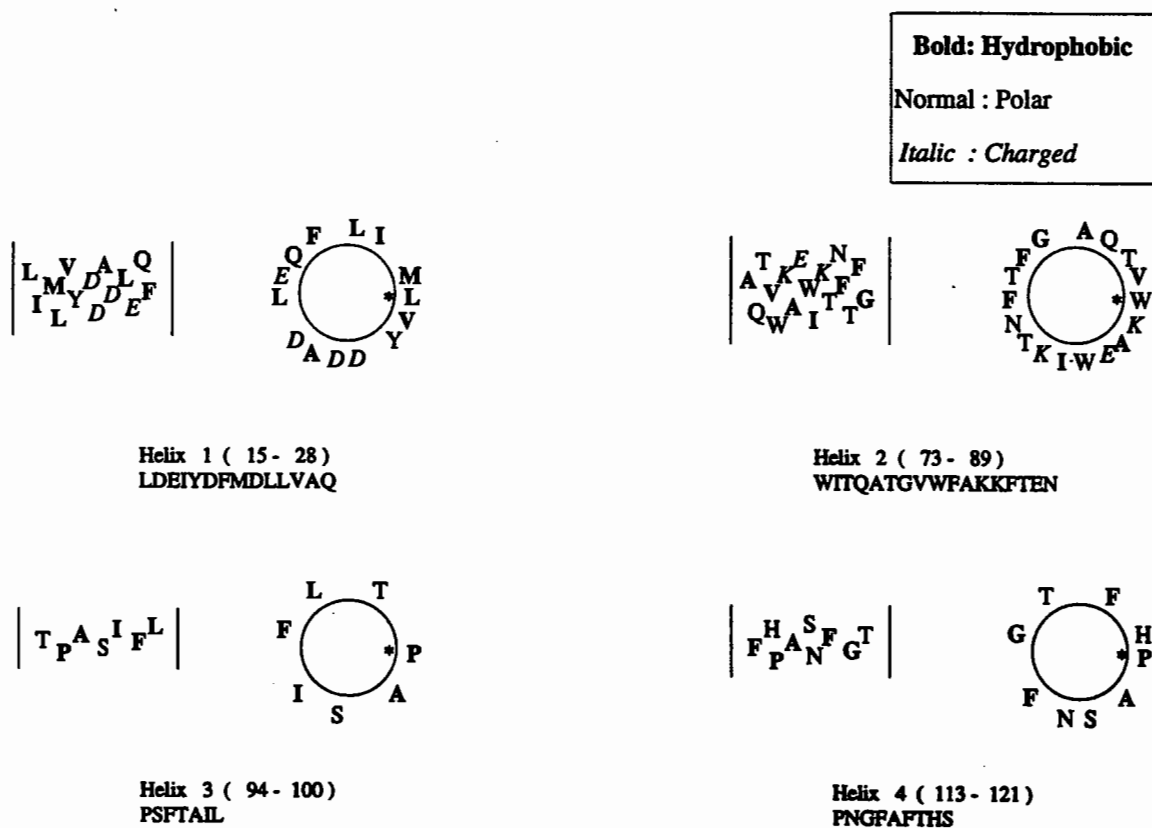 Bold: Hydrophobic
Normal : Polar
Italic : Charged
L V A Q
M D L
I Y D F
L D E
F L I
Q M
E
L * L
V
D Y
A D D
T E N
A K K F
V W F
Q A I T G
W T
G A Q
F T
T V
F * W
N K
T A
K I W E
Helix 1 ( 15 - 28)
LDEIYDFMDLLVAQ
Helix 2 ( 73 - 89)
WITQATGVWFAKKFTEN
T A I L
P S F
L T
F * P
I A
S
H S F T
F A
P N G
T F
G H
* P
F A
N S
Helix 3 ( 94 - 100)
PSFTAIL
Helix 4 ( 113 - 121)
PNGFAFTHS